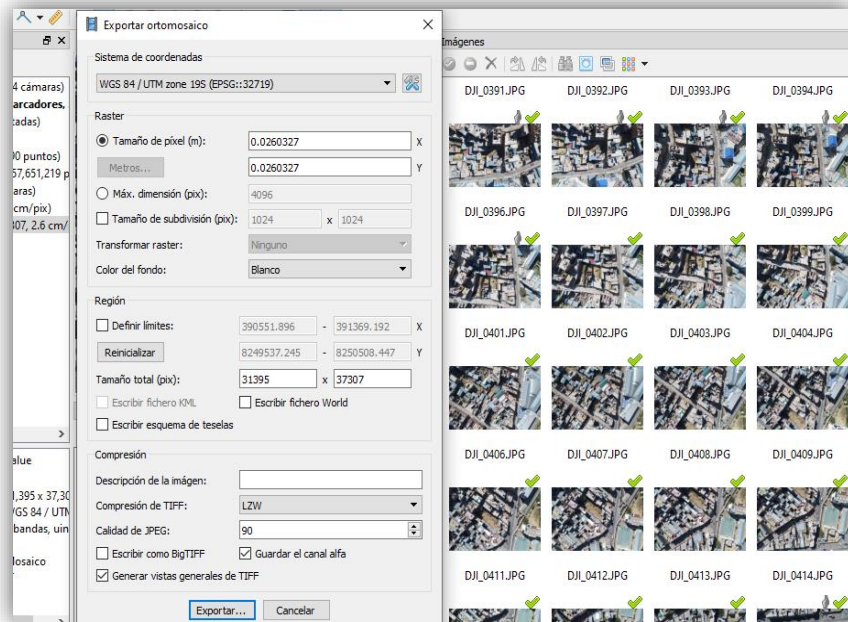 Exportar ortomosaico
Sistema de coordenadas
WGS 84 / UTM zone 19S (EPSG::32719)
Raster
Tamaño de píxel (m):
0.0260327
X
Metros...
0.0260327
Y
Máx. dimensión (pix):
4096
Tamaño de subdivisión (pix):
1024 x 1024
Transformar raster:
Ninguno
Color del fondo:
Blanco
Región
Definir límites:
390551.896 - 391369.192 X
Reinicializar
8249537.245 - 8250508.447 Y
Tamaño total (pix):
31395 x 37307
Escribir fichero KML
Escribir fichero World
Escribir esquema de teselas
Compresión
Descripción de la imágen:
Compresión de TIFF:
LZW
Calidad de JPEG:
90
Escribir como BigTIFF
Guardar el canal alfa
Generar vistas generales de TIFF
Exportar...
Cancelar
4 cámaras)
arcadores,
tadas)
0 puntos)
57,651,219 p
aras)
cm/pix)
307, 2.6 cm/
alue
1,395 x 37,30
/GS 84 / UTN
bandas, uin
osaico
Imágenes
DJI_0391.JPG DJI_0392.JPG DJI_0393.JPG DJI_0394.JPG
DJI_0396.JPG DJI_0397.JPG DJI_0398.JPG DJI_0399.JPG
DJI_0401.JPG DJI_0402.JPG DJI_0403.JPG DJI_0404.JPG
DJI_0406.JPG DJI_0407.JPG DJI_0408.JPG DJI_0409.JPG
DJI_0411.JPG DJI_0412.JPG DJI_0413.JPG DJI_0414.JPG